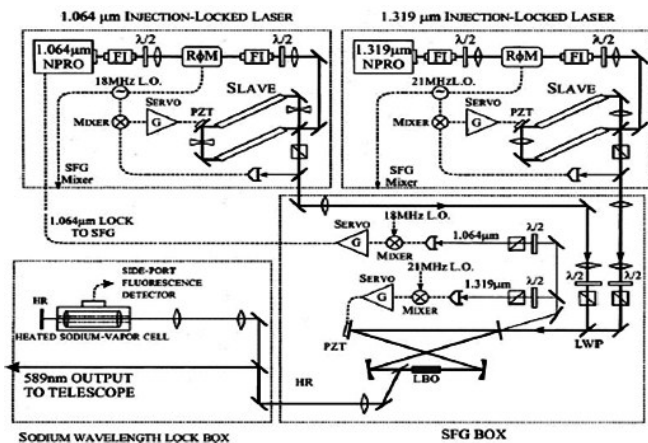 1.064 µm INJECTION-LOCKED LASER
1.064µm
NPRO
FI
λ/2
RφM
FI
λ/2
18MHz L.O.
SERVO
PZT
SLAVE
MIXER
G
SFG
Mixer
1.319 µm INJECTION-LOCKED LASER
1.319µm
NPRO
FI
λ/2
RφM
FI
λ/2
21MHzL.O.
SERVO
PZT
SLAVE
MIXER
G
SFG
Mixer
1.064µm LOCK
TO SFG
SERVO
G
18MHz L.O.
MIXER
1.064µm
λ/2
21MHz L.O.
SERVO
G
MIXER
1.319µm
λ/2
λ/2
λ/2
PZT
LWP
LBO
HR
SFG BOX
SIDE-PORT
FLUORESCENCE
DETECTOR
HR
HEATED SODIUM-VAPOR CELL
589nm OUTPUT
TO TELESCOPE
SODIUM WAVELENGTH LOCK BOX